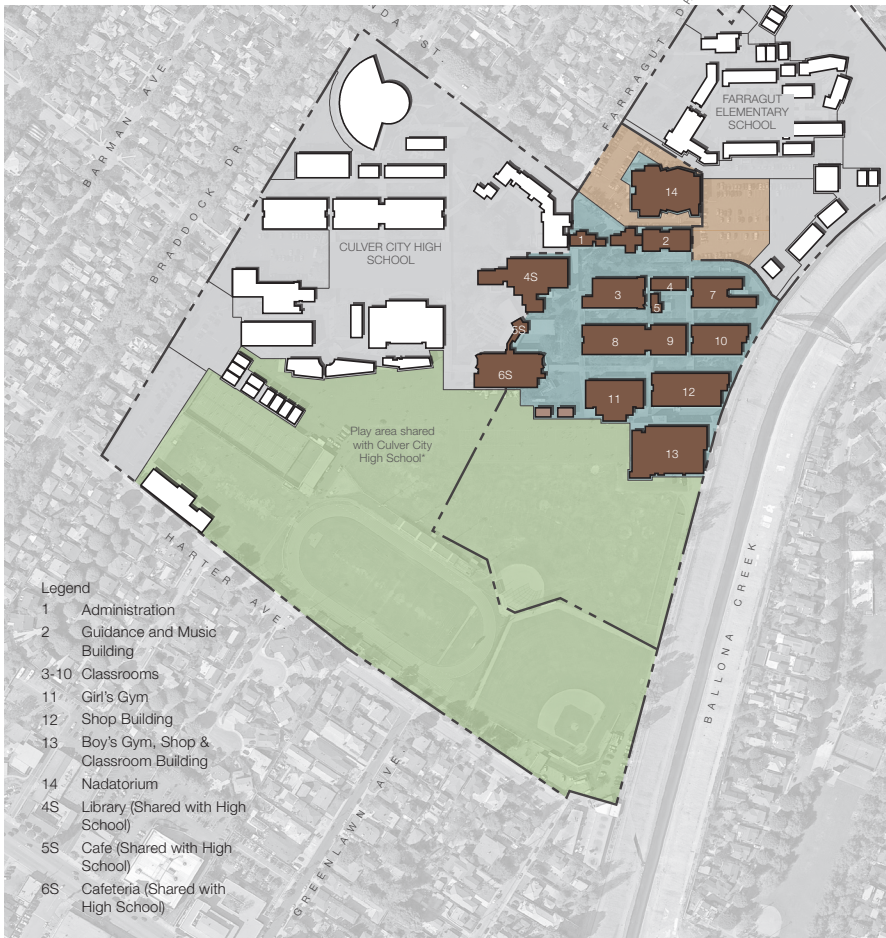 NDA ST.
FARRAGUT DR
BARMAN AVE.
BRADDOCK DR.
FARRAGUT
ELEMENTARY
SCHOOL
14
1
2
CULVER CITY HIGH
SCHOOL
4S
3
4
5
7
5S
8
9
10
6S
11
12
13
Play area shared
with Culver City
High School*
HARTER AVE.
BALLONA CREEK
GREENLAWN AVE.
Legend
1 Administration
2 Guidance and Music
Building
3-10 Classrooms
11 Girl's Gym
12 Shop Building
13 Boy's Gym, Shop &
Classroom Building
14 Nadatorium
4S Library (Shared with High
School)
5S Cafe (Shared with High
School)
6S Cafeteria (Shared with
High School)